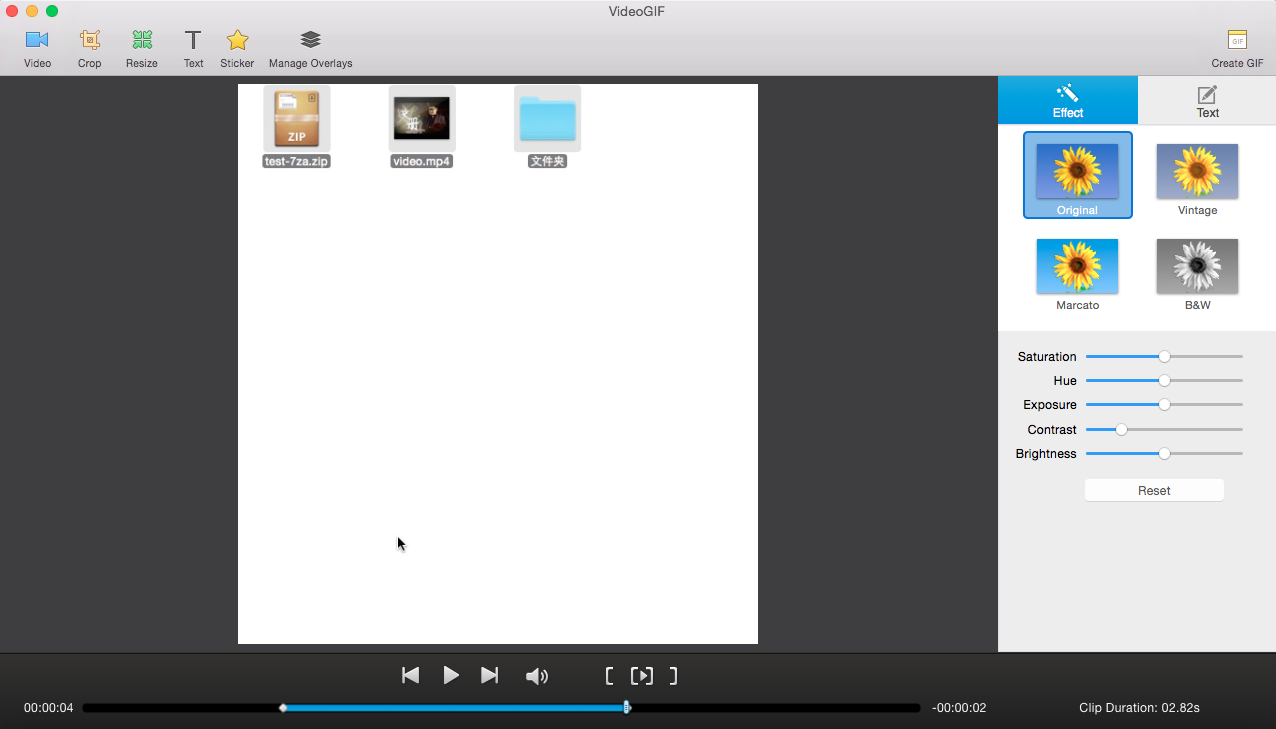 VideoGIF
Video
Crop
Resize
Text
Sticker
Manage Overlays
GIF
Create GIF
ZIP
test-7za.zip
video.mp4
文件夹
Effect
Text
Original
Vintage
Marcato
B&W
Saturation
Hue
Exposure
Contrast
Brightness
Reset
00:00:04
-00:00:02
Clip Duration: 02.82s